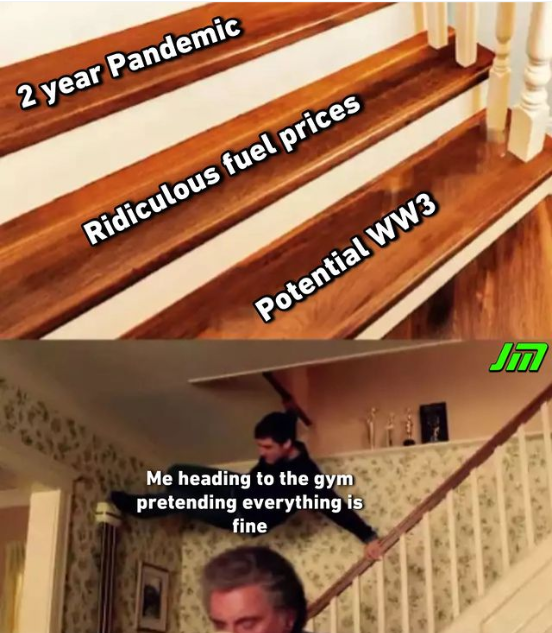 2 year Pandemic
Ridiculous fuel prices
Potential WW3
JM
Me heading to the gym
pretending everything is
fine